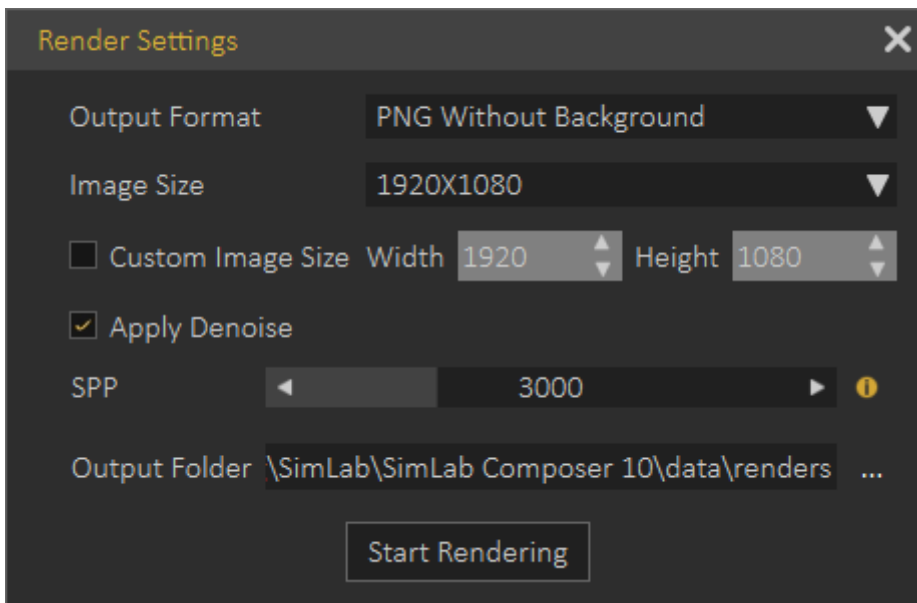 Render Settings
Output Format PNG Without Background
Image Size 1920X1080
Custom Image Size Width 1920 Height 1080
Apply Denoise
SPP 3000
Output Folder \SimLab\SimLab Composer 10\data\renders ...
Start Rendering